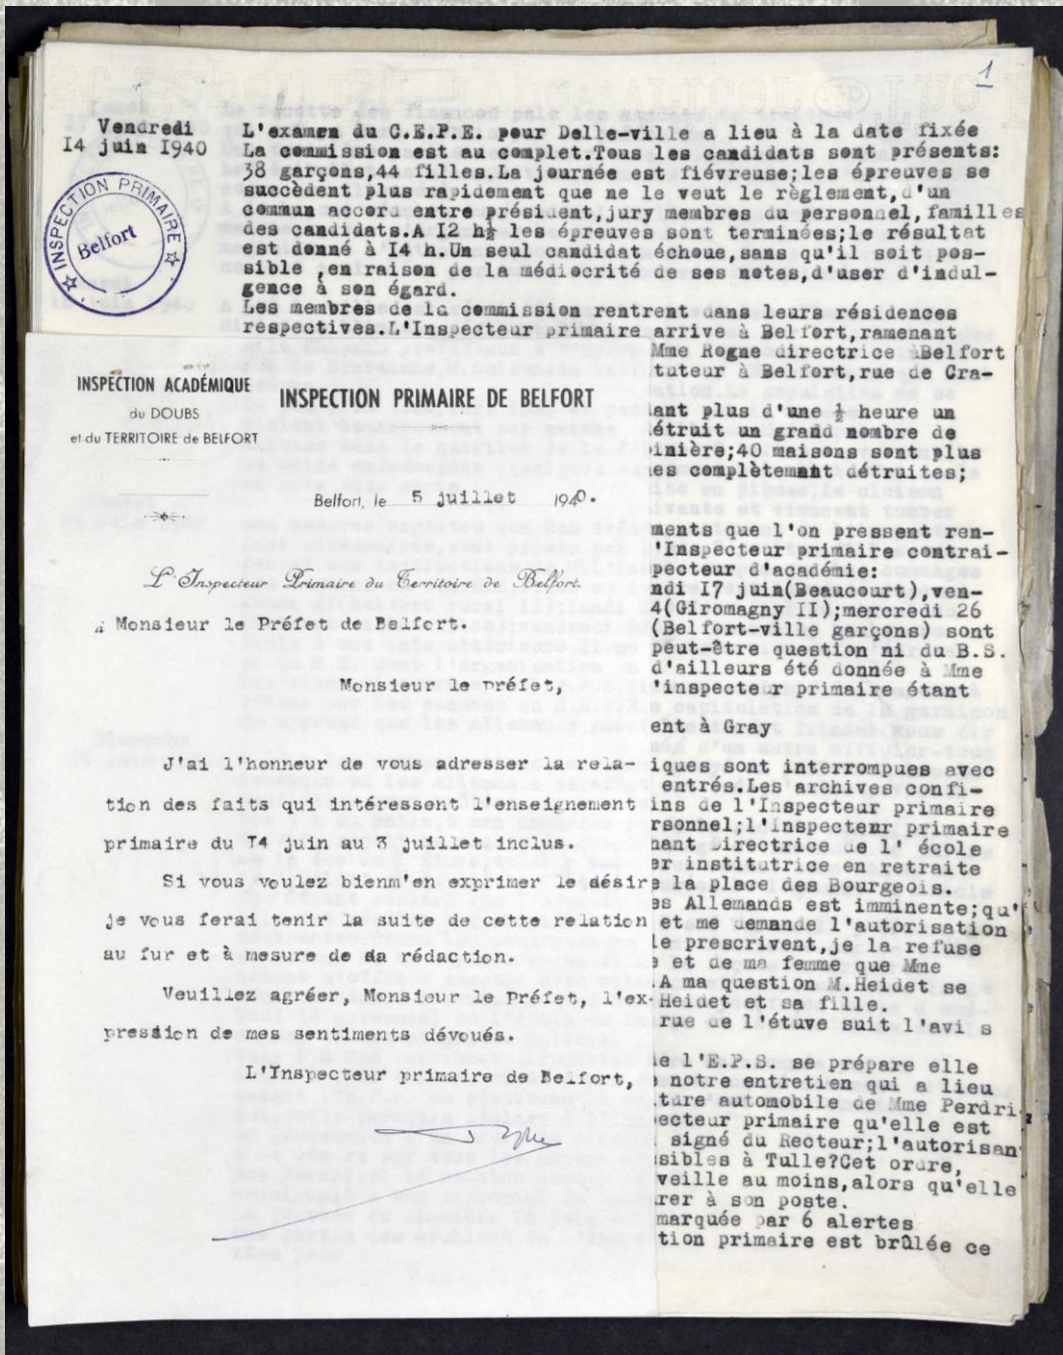 1
Vendredi
14 juin 1940
INSPECTION PRIMAIRE
Belfort
L'examen du C.E.P.E. pour Delle-ville a lieu à la date fixée
La commission est au complet.Tous les candidats sont présents:
38 garçons,44 filles.La journée est fiévreuse;les épreuves se
succèdent plus rapidement que ne le veut le règlement,d'un
commun accord entre président,jury membres du personnel,familles
des candidats.A I2 h½ les épreuves sont terminées;le résultat
est donné à I4 h.Un seul candidat échoue,sans qu'il soit pos-
sible ,en raison de la médiocrité de ses notes,d'user d'indul-
gence à son égard.
Les membres de la commission rentrent dans leurs résidences
respectives.L'Inspecteur primaire arrive à Belfort,ramenant
Mme Rogne directrice àBelfort
tuteur à Belfort,rue de Gra-
ant plus d'une ½ heure un
étruit un grand nombre de
inière;40 maisons sont plus
es complètemnnt détruites;
ments que l'on pressent ren-
'Inspecteur primaire contrai-
pecteur d'académie:
ndi I7 juin(Beaucourt),ven-
4(Giromagny II);mercredi 26
(Belfort-ville garçons) sont
peut-être question ni du B.S.
d'ailleurs été donnée à Mme
'inspecteur primaire étant
ent à Gray
iques sont interrompues avec
entrés.Les archives confi-
ins de l'Inspecteur primaire
rsonnel;l'Inspecteur primaire
nant Directrice de l' école
er institutrice en retraite
la place des Bourgeois.
es Allemands est imminente;qu'
et me demande l'autorisation
le prescrivent,je la refuse
e et de ma femme que Mme
.A ma question M.Heidet se
Heidet et sa fille.
rue de l'étuve suit l'avi s
e l'E.P.S. se prépare elle
notre entretien qui a lieu
ture automobile de Mme Perdri
ecteur primaire qu'elle est
signé du Recteur;l'autorisan
sibles à Tulle?Cet ordre,
veille au moins,alors qu'elle
rer à son poste.
marquée par 6 alertes
tion primaire est brûlée ce
INSPECTION ACADÉMIQUE
du DOUBS
et du TERRITOIRE de BELFORT
INSPECTION PRIMAIRE DE BELFORT
Belfort, le 5 juillet 1940.
L'Inspecteur Primaire du Territoire de Belfort.
à Monsieur le Préfet de Belfort.
Monsieur le préfet,
J'ai l'honneur de vous adresser la rela-
tion des faits qui intéressent l'enseignement
primaire du I4 juin au 3 juillet inclus.
Si vous voulez bienm'en exprimer le désir
je vous ferai tenir la suite de cette relation
au fur et à mesure de sa rédaction.
Veuillez agréer, Monsieur le Préfet, l'ex-
pression de mes sentiments dévoués.
L'Inspecteur primaire de Belfort,